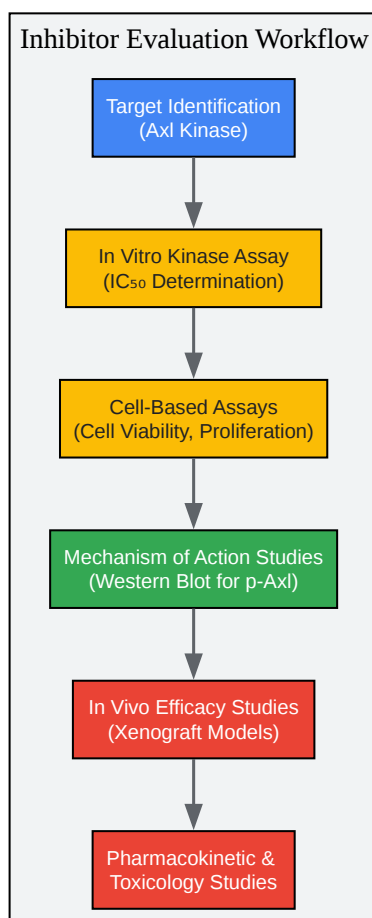 Inhibitor Evaluation Workflow
Target Identification
(Axl Kinase)
In Vitro Kinase Assay
(IC₅₀ Determination)
Cell-Based Assays
(Cell Viability, Proliferation)
Mechanism of Action Studies
(Western Blot for p-Axl)
In Vivo Efficacy Studies
(Xenograft Models)
Pharmacokinetic &
Toxicology Studies